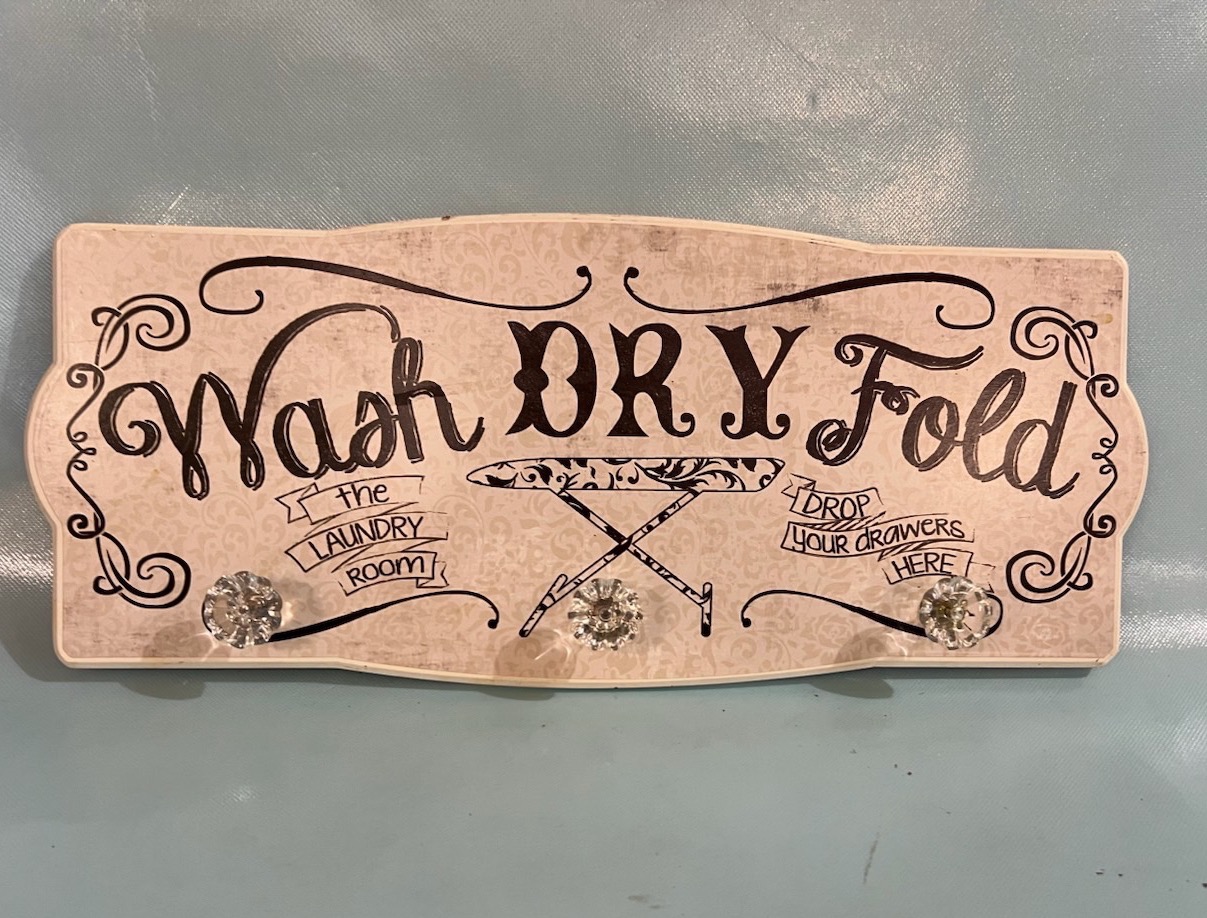 Wash DRY Fold
the
LAUNDRY
ROOM
DROP
your drawers
HERE